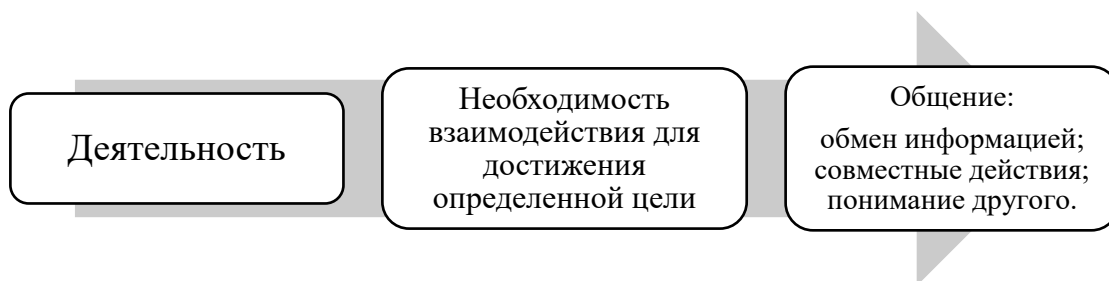 Деятельность
Необходимость
взаимодействия для
достижения
определенной цели
Общение:
обмен информацией;
совместные действия;
понимание другого.